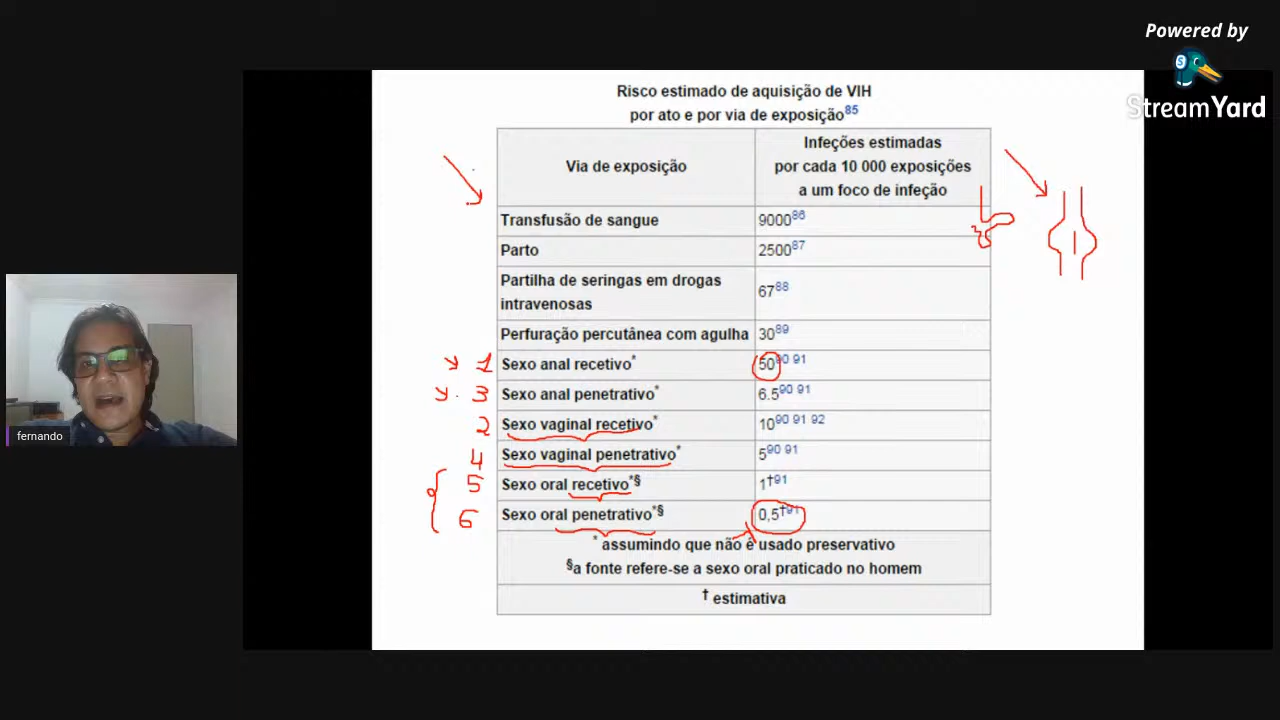 Powered by
StreamYard
Risco estimado de aquisição de VIH
por ato e por via de exposição85
Via de exposição
Infeções estimadas
por cada 10 000 exposições
a um foco de infeção
Transfusão de sangue 900086
Parto 250087
Partilha de seringas em drogas
intravenosas 6788
Perfuração percutânea com agulha 3089
1 Sexo anal recetivo* 5090 91
3 Sexo anal penetrativo* 6.590 91
2 Sexo vaginal recetivo* 1090 91 92
4 Sexo vaginal penetrativo* 590 91
5 Sexo oral recetivo*§ 1†91
6 Sexo oral penetrativo*§ 0,5†91
* assumindo que não é usado preservativo
§a fonte refere-se a sexo oral praticado no homem
† estimativa
fernando